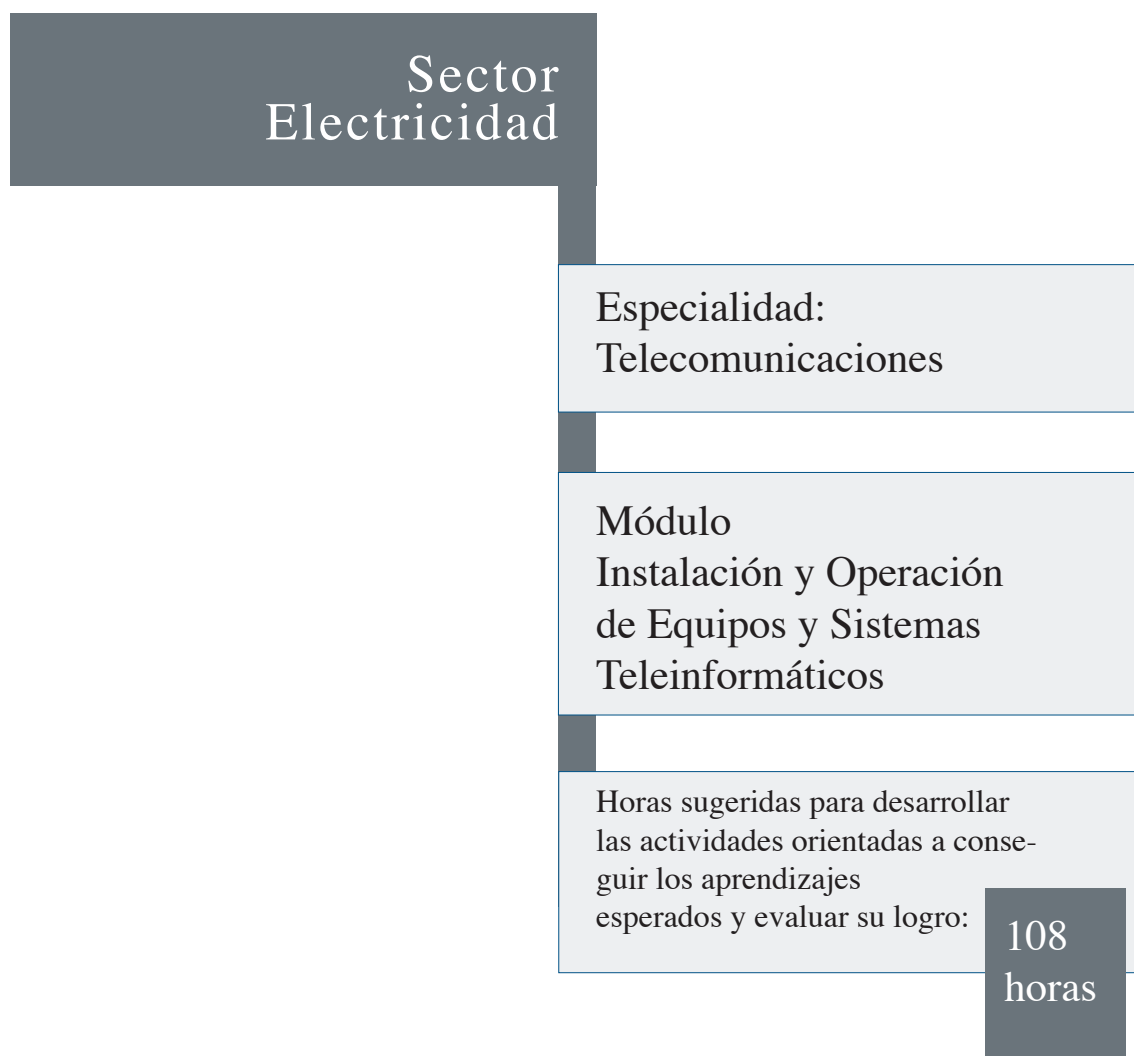 Sector
Electricidad
Especialidad:
Telecomunicaciones
Módulo
Instalación y Operación
de Equipos y Sistemas
Teleinformáticos
Horas sugeridas para desarrollar
las actividades orientadas a conse-
guir los aprendizajes
esperados y evaluar su logro:
108
horas